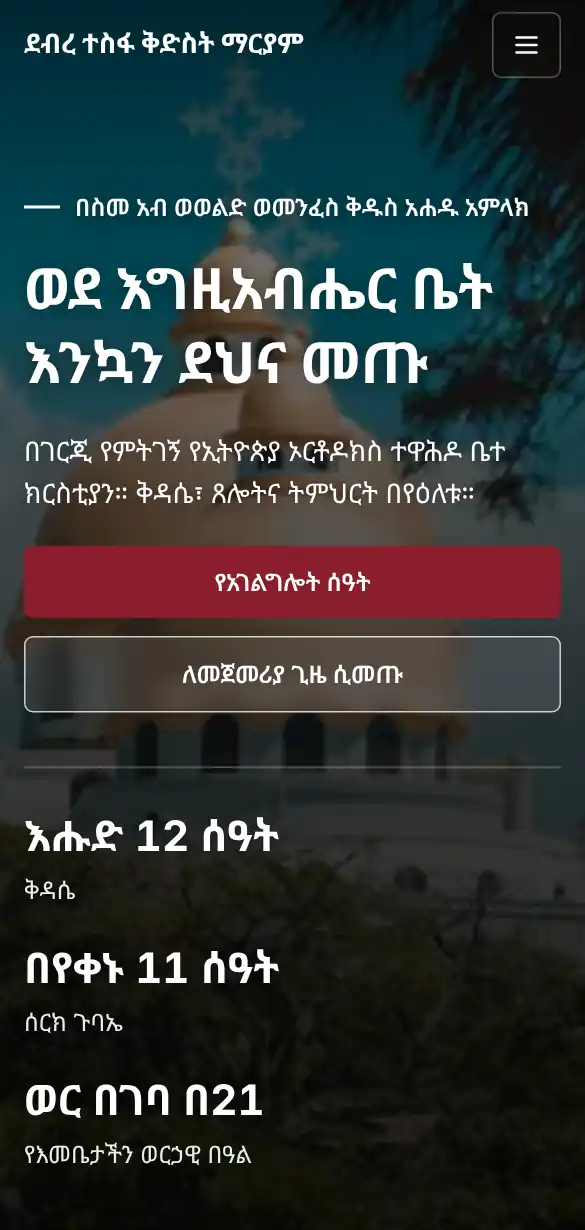 ደብረ ተስፋ ቅድስት ማርያም
በስመ አብ ወወልድ ወመንፈስ ቅዱስ አሐዱ አምላክ
ወደ እግዚአብሔር ቤት
እንኳን ደህና መጡ
በገርጂ የምትገኝ የኢትዮጵያ ኦርቶዶክስ ተዋሕዶ ቤተ
ክርስቲያን። ቅዳሴ፣ ጸሎትና ትምህርት በየዕለቱ።
የአገልግሎት ሰዓት
ለመጀመሪያ ጊዜ ሲመጡ
እሑድ 12 ሰዓት
ቅዳሴ
በየቀኑ 11 ሰዓት
ሰርክ ጉባኤ
ወር በገባ በ21
የእመቤታችን ወርኃዊ በዓል